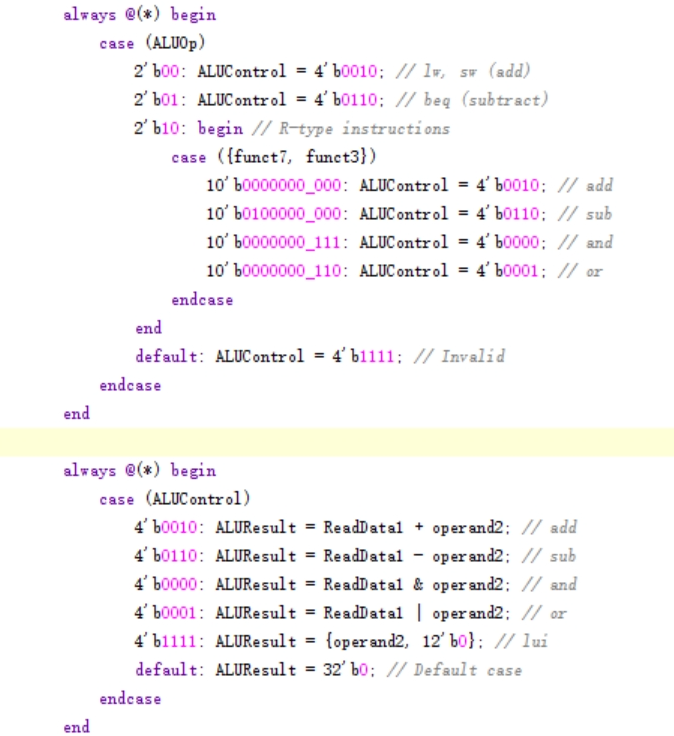 always @(*) begin
case (ALUOp)
2'b00: ALUControl = 4'b0010; // lw, sw (add)
2'b01: ALUControl = 4'b0110; // beq (subtract)
2'b10: begin // R-type instructions
case ({funct7, funct3})
10'b0000000_000: ALUControl = 4'b0010; // add
10'b0100000_000: ALUControl = 4'b0110; // sub
10'b0000000_111: ALUControl = 4'b0000; // and
10'b0000000_110: ALUControl = 4'b0001; // or
endcase
end
default: ALUControl = 4'b1111; // Invalid
endcase
end
always @(*) begin
case (ALUControl)
4'b0010: ALUResult = ReadData1 + operand2; // add
4'b0110: ALUResult = ReadData1 - operand2; // sub
4'b0000: ALUResult = ReadData1 & operand2; // and
4'b0001: ALUResult = ReadData1 | operand2; // or
4'b1111: ALUResult = {operand2, 12'b0}; // lui
default: ALUResult = 32'b0; // Default case
endcase
end